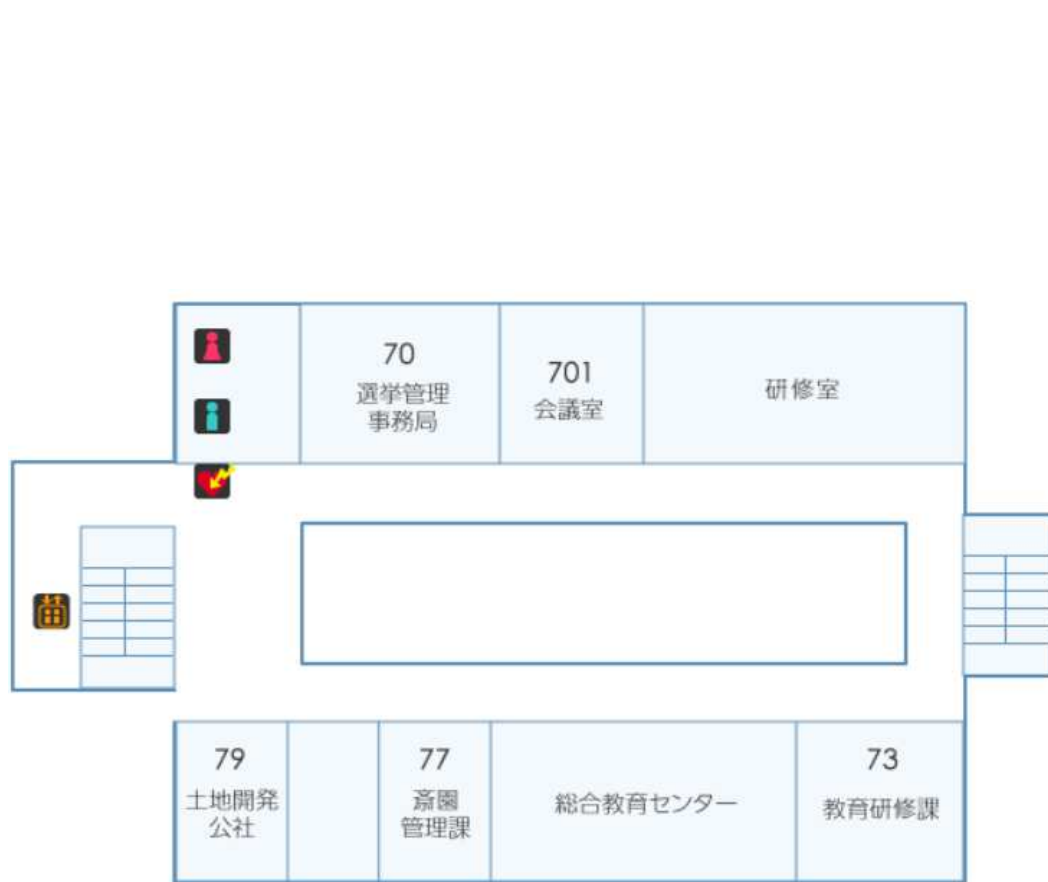 70
選挙管理
事務局
701
会議室
研修室
79
土地開発
公社
77
斎園
管理課
総合教育センター
73
教育研修課